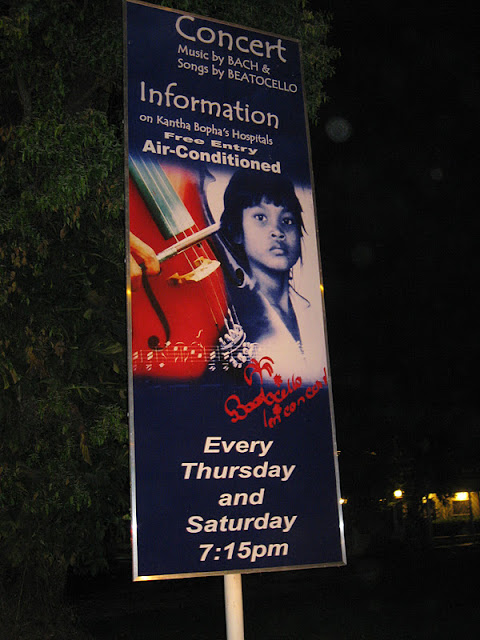 Concert
Music by BACH &
Songs by BEATOCELLO
Information
on Kantha Bopha's Hospitals
Free Entry
Air-Conditioned
Beatocello
in concert
Every
Thursday
and
Saturday
7:15pm